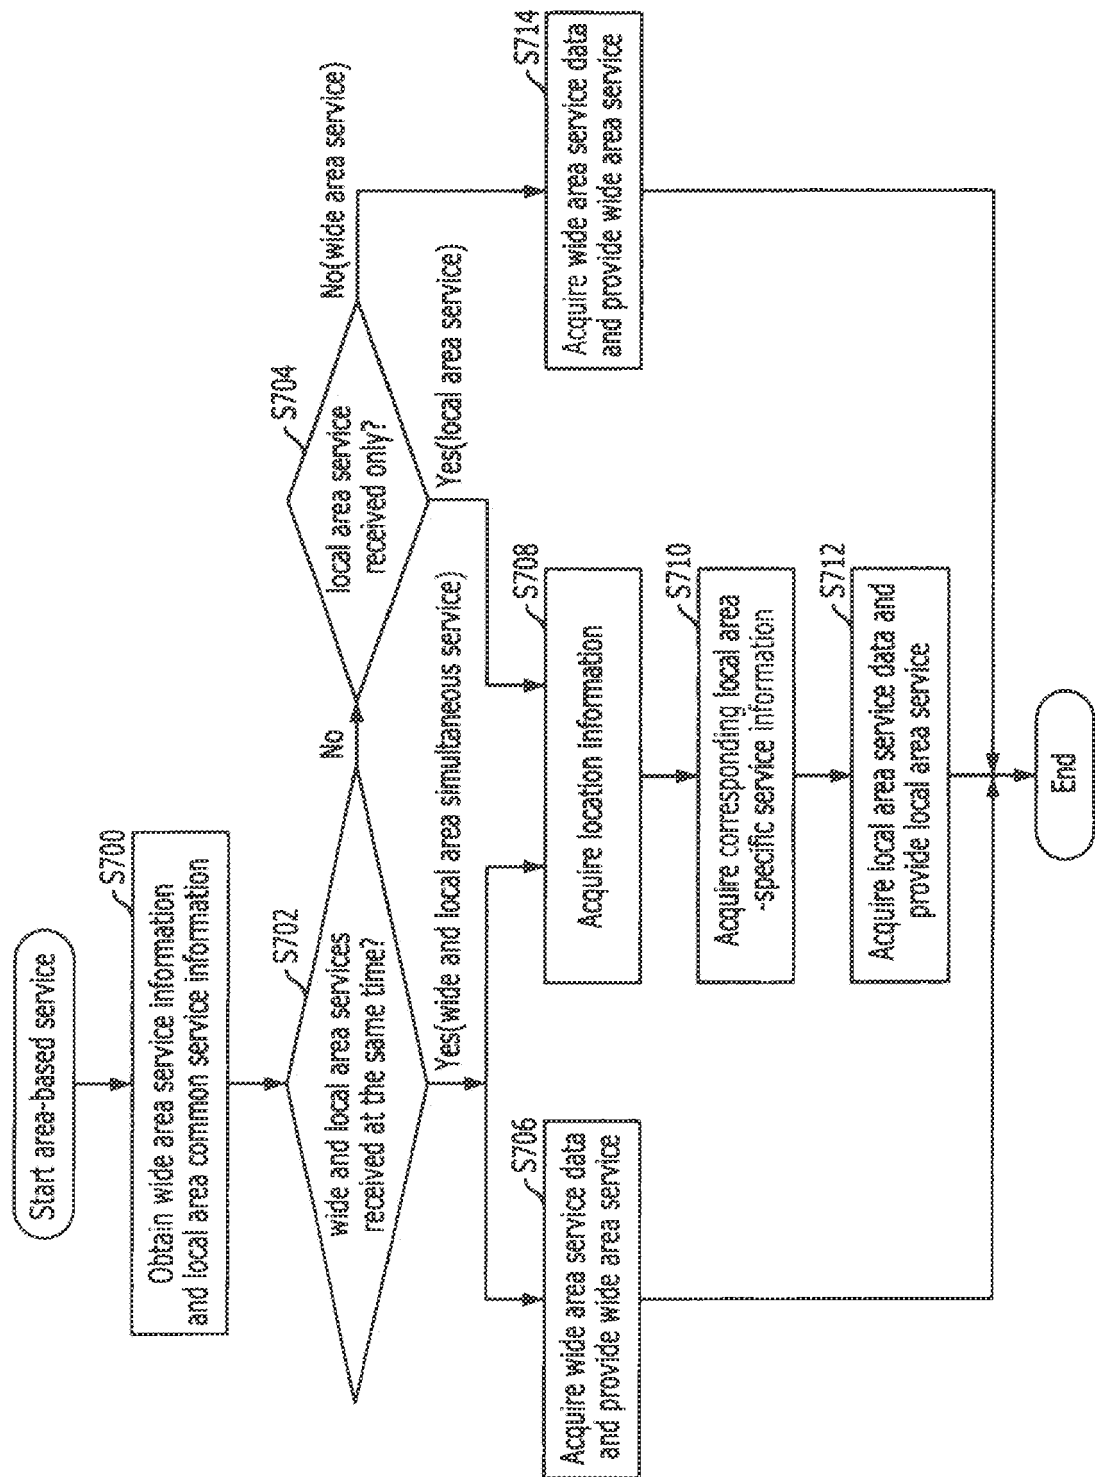 Start area-based service
S700
Obtain wide area service information
and local area common service information
S702
wide and local area services
received at the same time?
No
S704
local area service
received only?
No(wide area service)
Yes(wide and local area simultaneous service)
Yes(local area service)
S706
Acquire wide area service data
and provide wide area service
S708
Acquire location information
S710
Acquire corresponding local area
-specific service information
S712
Acquire local area service data and
provide local area service
S714
Acquire wide area service data
and provide wide area service
End